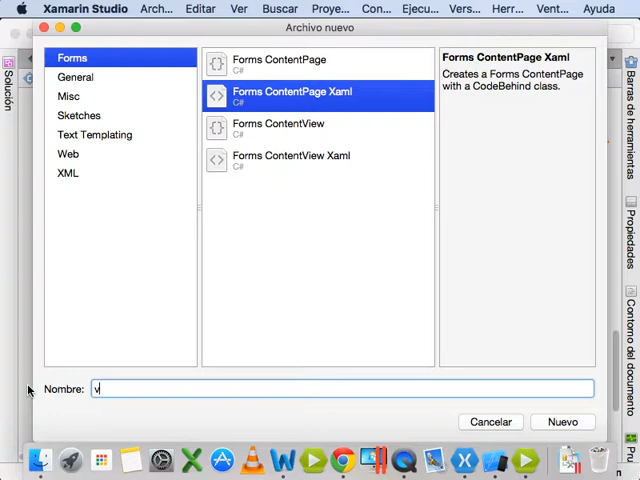 Xamarin Studio Arch... Editar Ver Buscar Proye... Con... Ejecu... Vers... Herr... Vent... Ayuda
Archivo nuevo
Solución
Forms
General
Misc
Sketches
Text Templating
Web
XML
Forms ContentPage
C#
Forms ContentPage Xaml
C#
Forms ContentView
C#
Forms ContentView Xaml
C#
Forms ContentPage Xaml
Creates a Forms ContentPage
with a CodeBehind class.
Barras de herramientas
Propiedades
Contorno del documento
Pru
Nombre: v
Cancelar Nuevo